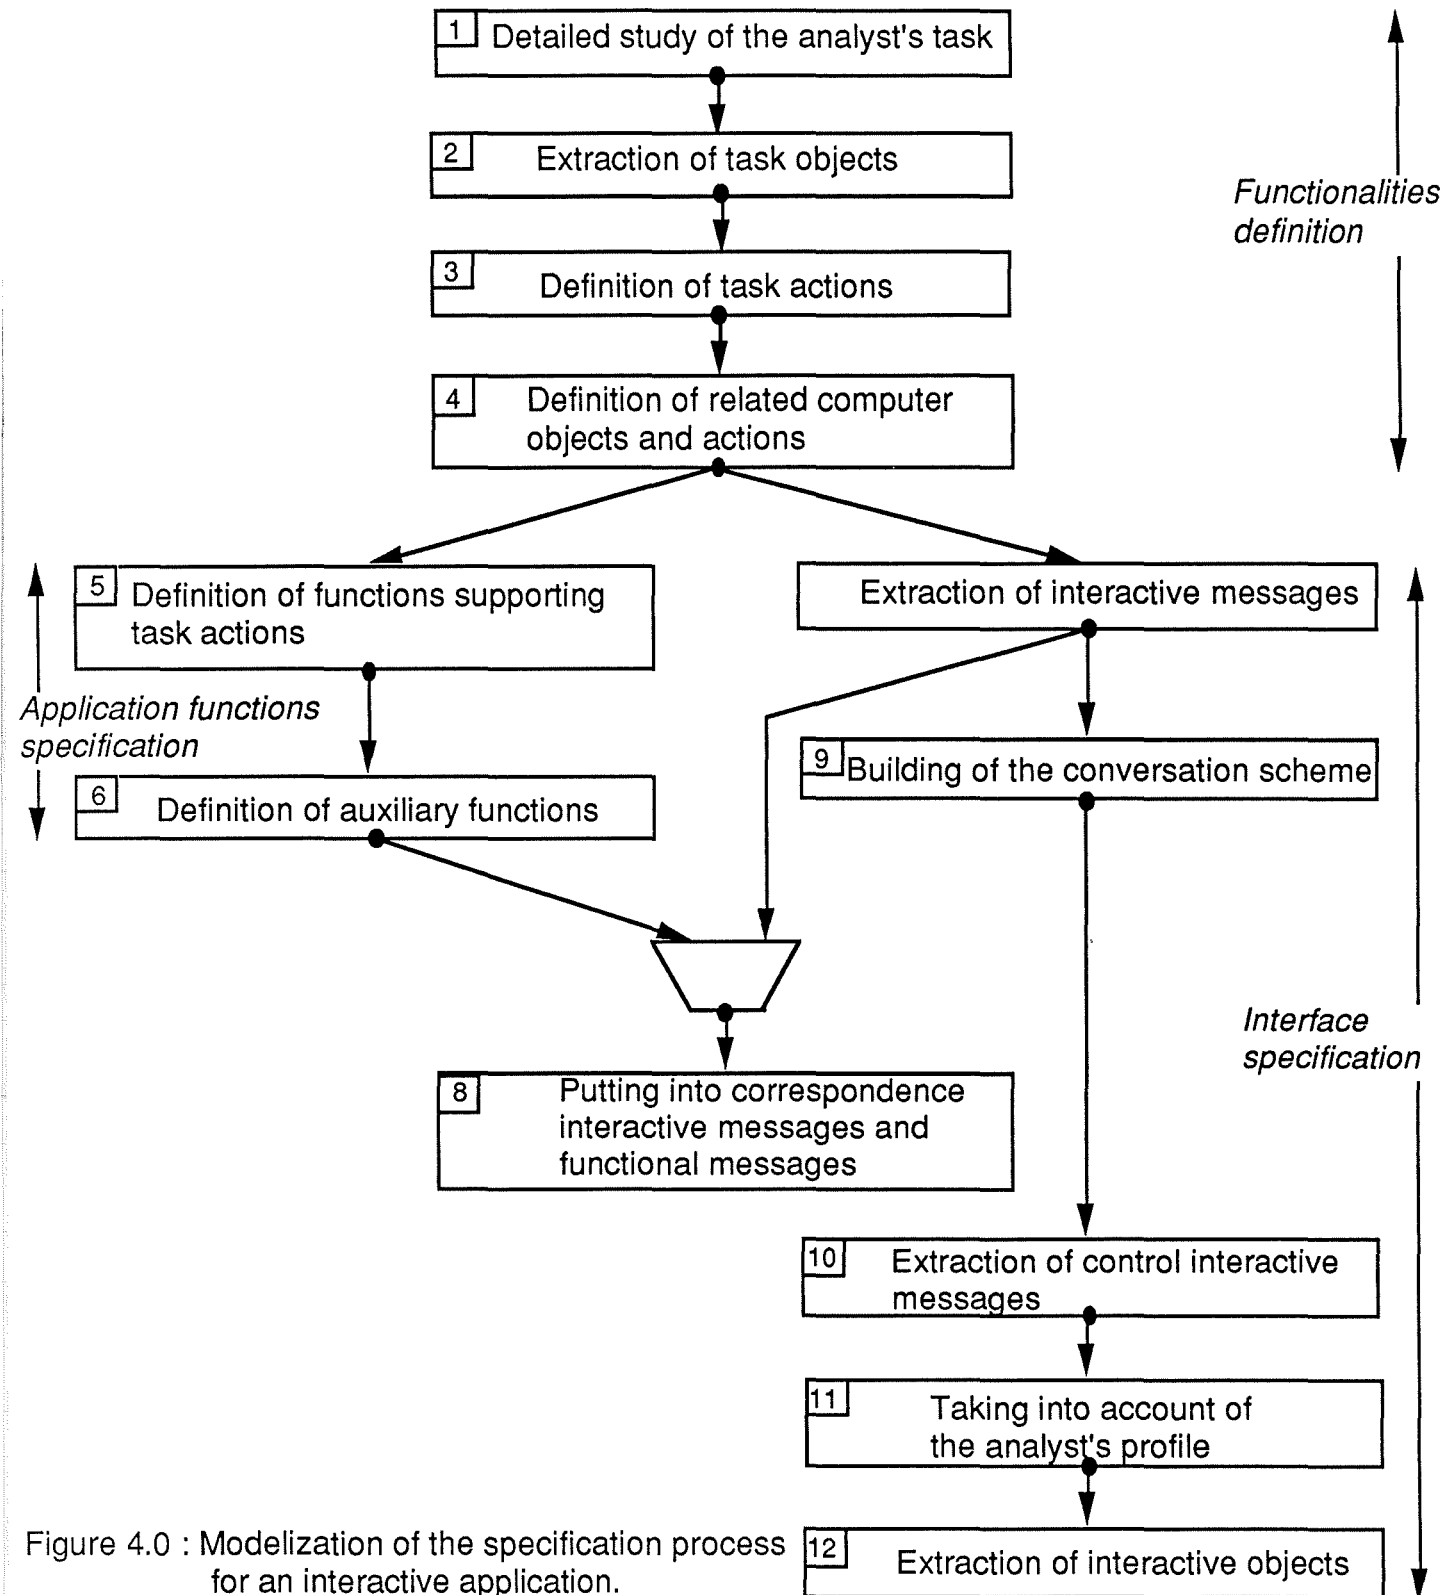 1 Detailed study of the analyst's task
2 Extraction of task objects
Functionalities
definition
3 Definition of task actions
4 Definition of related computer
objects and actions
5 Definition of functions supporting
task actions
Extraction of interactive messages
Application functions
specification
9 Building of the conversation scheme
6 Definition of auxiliary functions
Interface
specification
8 Putting into correspondence
interactive messages and
functional messages
10 Extraction of control interactive
messages
11 Taking into account of
the analyst's profile
12 Extraction of interactive objects
Figure 4.0 : Modelization of the specification process
for an interactive application.